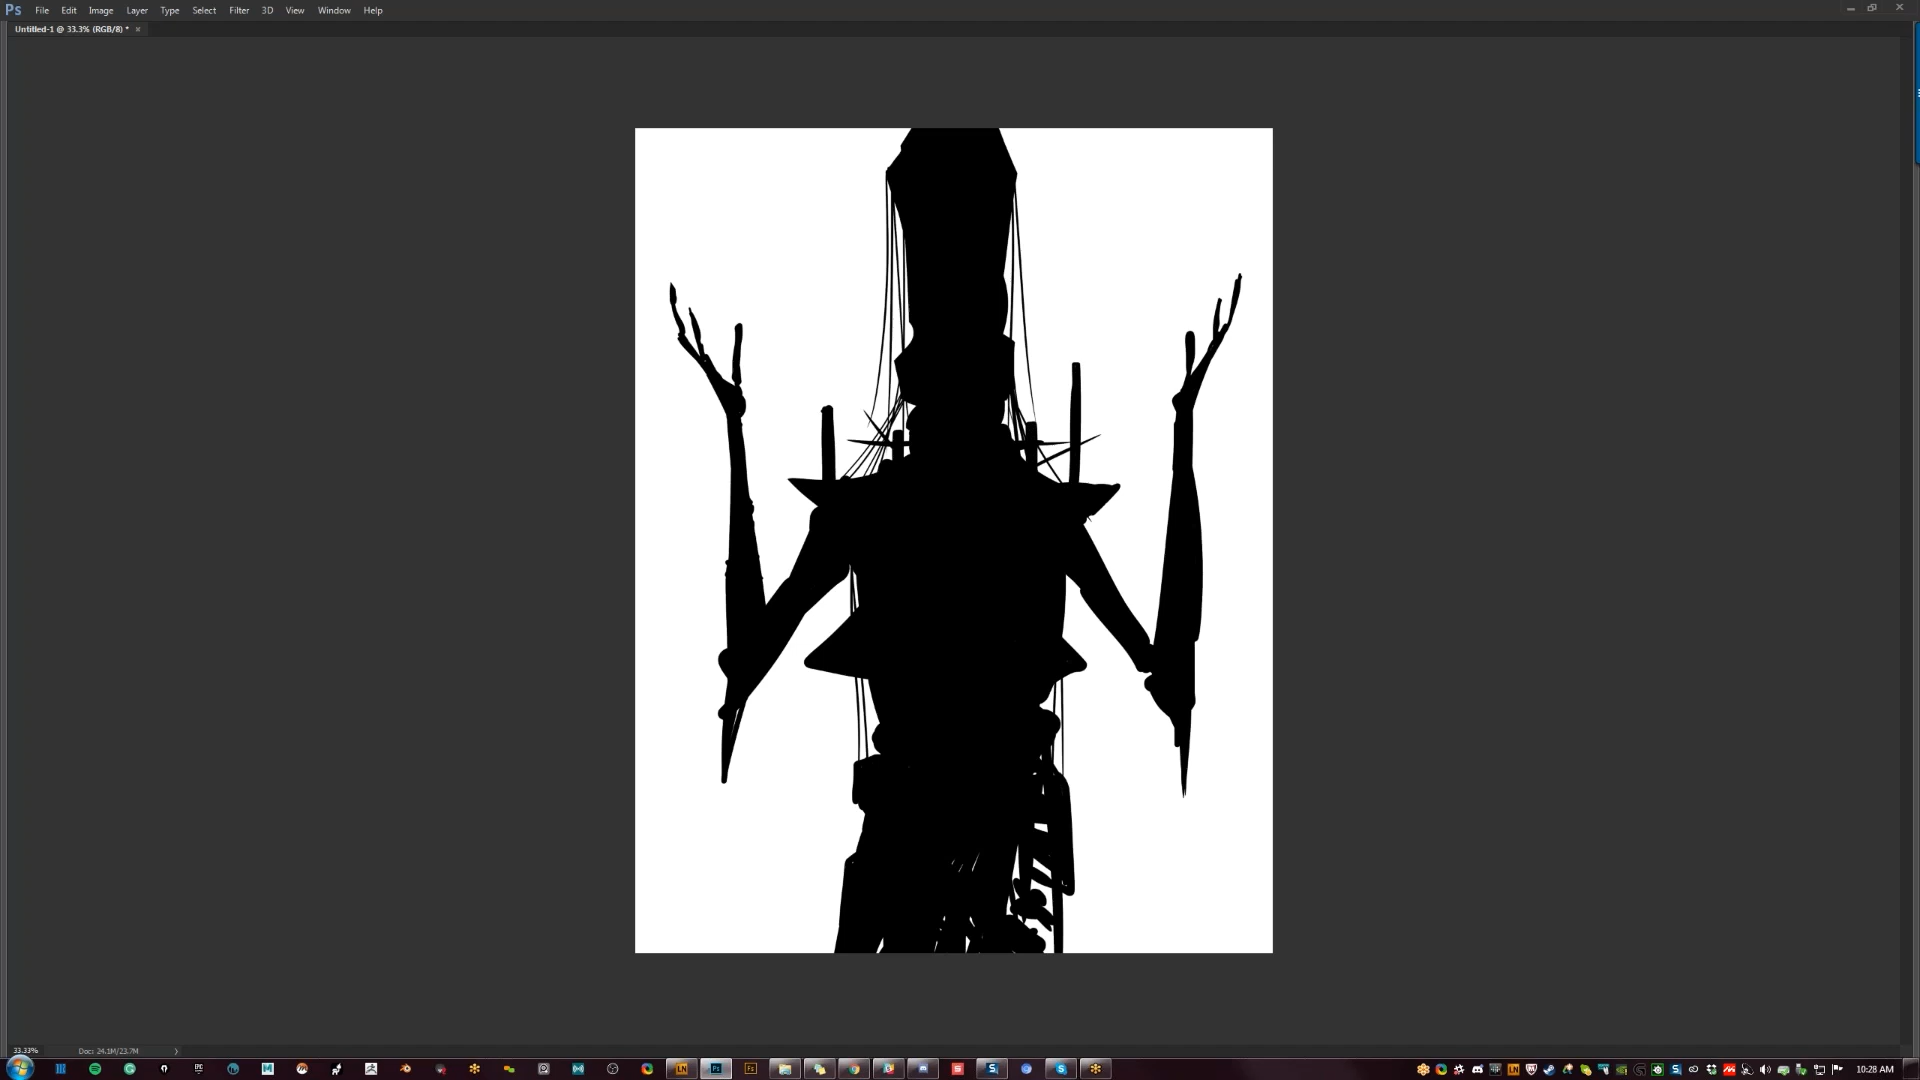 Ps File Edit Image Layer Type Select Filter 3D View Window Help
Untitled-1 @ 33.3% (RGB/8) * ×
33.33% Doc: 24.1M/23.7M
10:28 AM